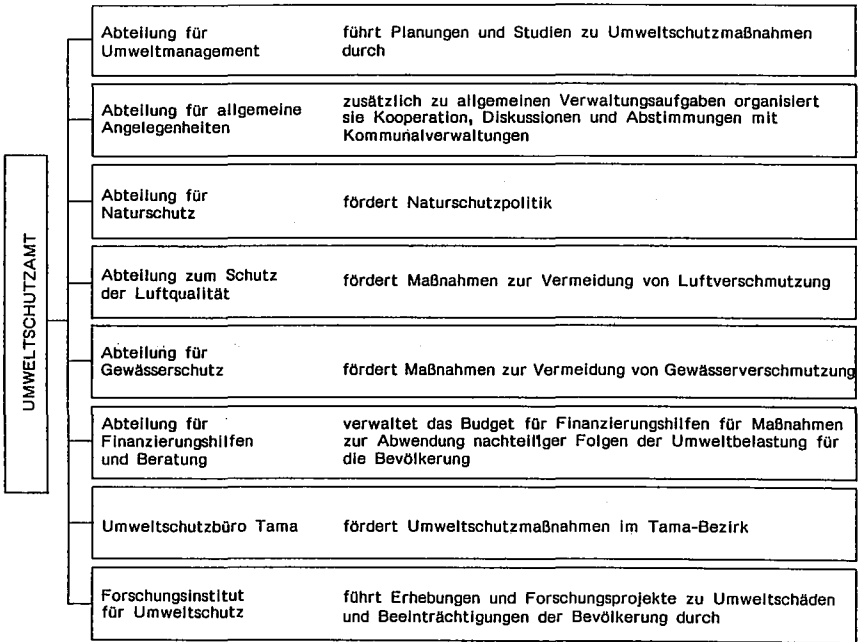 UMWELTSCHUTZAMT
Abteilung für
Umweltmanagement
führt Planungen und Studien zu Umweltschutzmaßnahmen
durch
Abteilung für allgemeine
Angelegenheiten
zusätzlich zu allgemeinen Verwaltungsaufgaben organisiert
sie Kooperation, Diskussionen und Abstimmungen mit
Kommunalverwaltungen
Abteilung für
Naturschutz
fördert Naturschutzpolitik
Abteilung zum Schutz
der Luftqualität
fördert Maßnahmen zur Vermeidung von Luftverschmutzung
Abteilung für
Gewässerschutz
fördert Maßnahmen zur Vermeidung von Gewässerverschmutzung
Abteilung für
Finanzierungshilfen
und Beratung
verwaltet das Budget für Finanzierungshilfen für Maßnahmen
zur Abwendung nachteiliger Folgen der Umweltbelastung für
die Bevölkerung
Umweltschutzbüro Tama
fördert Umweltschutzmaßnahmen im Tama-Bezirk
Forschungsinstitut
für Umweltschutz
führt Erhebungen und Forschungsprojekte zu Umweltschäden
und Beeinträchtigungen der Bevölkerung durch